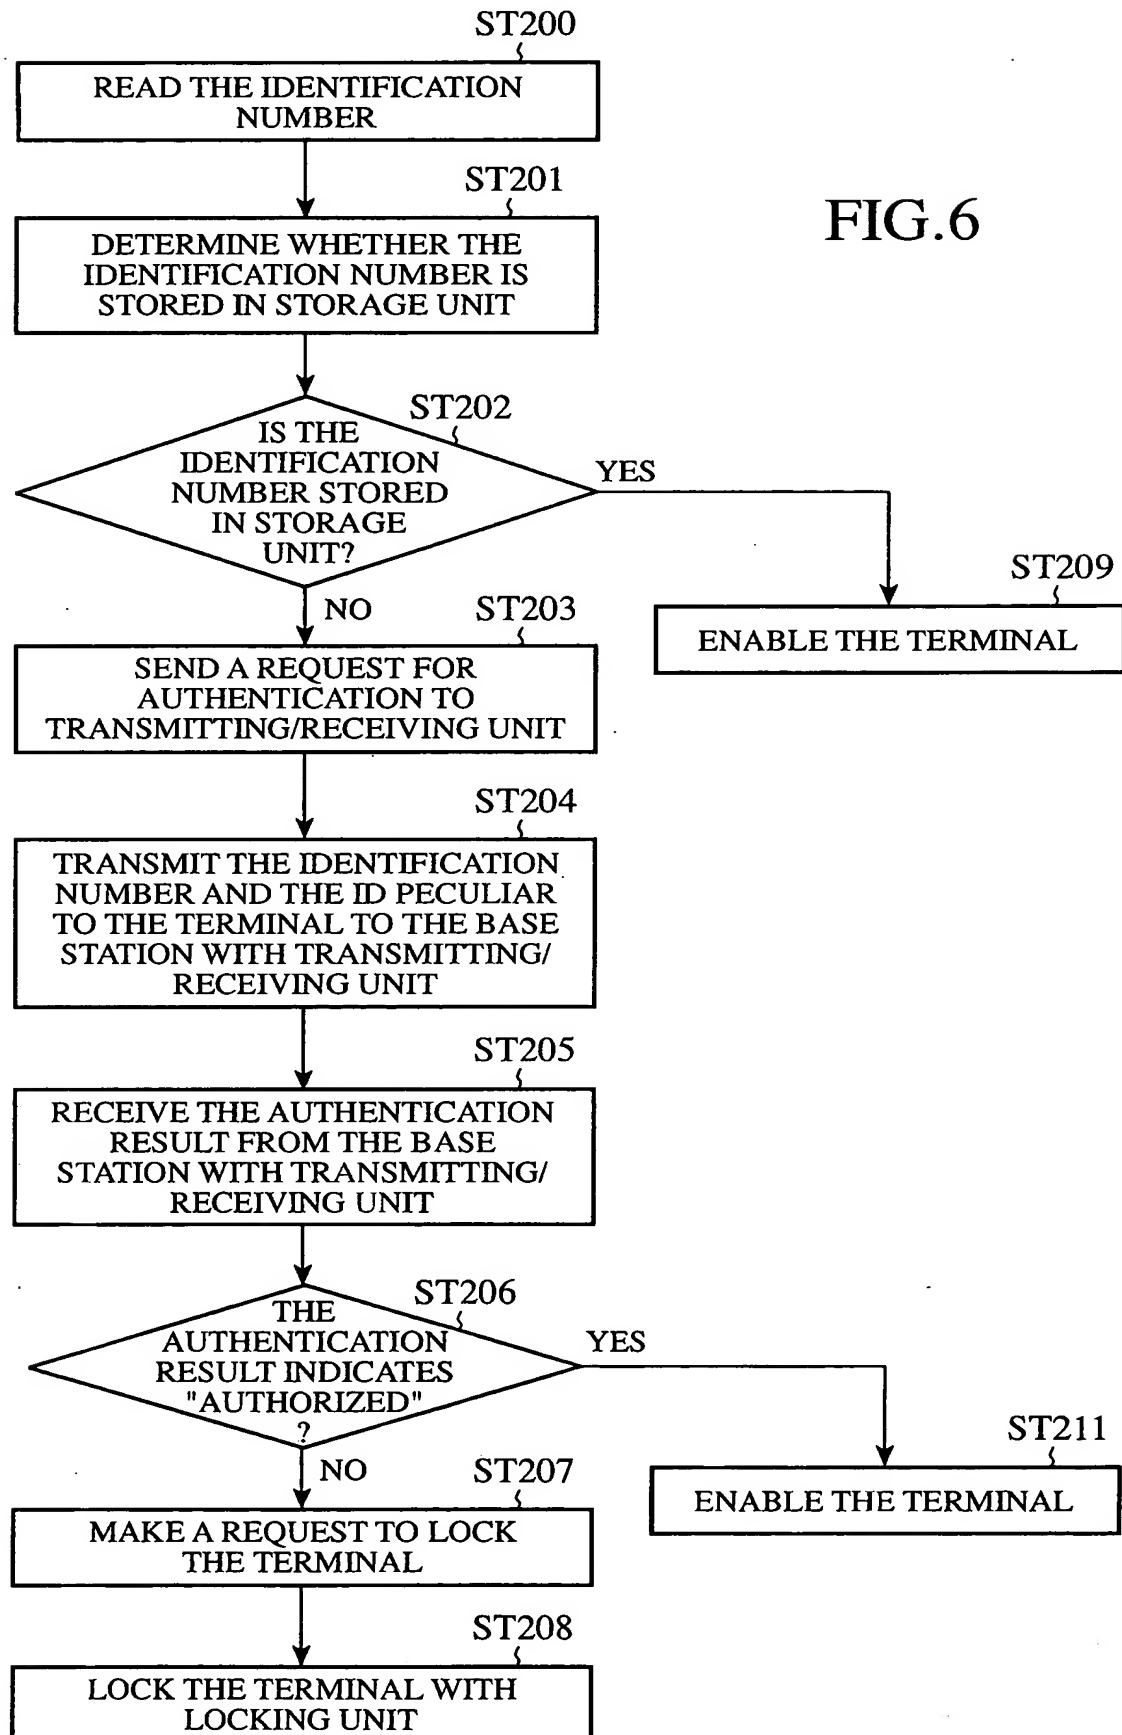 ST200
READ THE IDENTIFICATION
NUMBER
ST201
FIG.6
DETERMINE WHETHER THE
IDENTIFICATION NUMBER IS
STORED IN STORAGE UNIT
ST202
IS THE
IDENTIFICATION
NUMBER STORED
IN STORAGE
UNIT?
YES
NO
ST209
ENABLE THE TERMINAL
ST203
SEND A REQUEST FOR
AUTHENTICATION TO
TRANSMITTING/RECEIVING UNIT
ST204
TRANSMIT THE IDENTIFICATION
NUMBER AND THE ID PECULIAR
TO THE TERMINAL TO THE BASE
STATION WITH TRANSMITTING/
RECEIVING UNIT
ST205
RECEIVE THE AUTHENTICATION
RESULT FROM THE BASE
STATION WITH TRANSMITTING/
RECEIVING UNIT
ST206
THE
AUTHENTICATION
RESULT INDICATES
"AUTHORIZED"
?
YES
NO
ST211
ENABLE THE TERMINAL
ST207
MAKE A REQUEST TO LOCK
THE TERMINAL
ST208
LOCK THE TERMINAL WITH
LOCKING UNIT